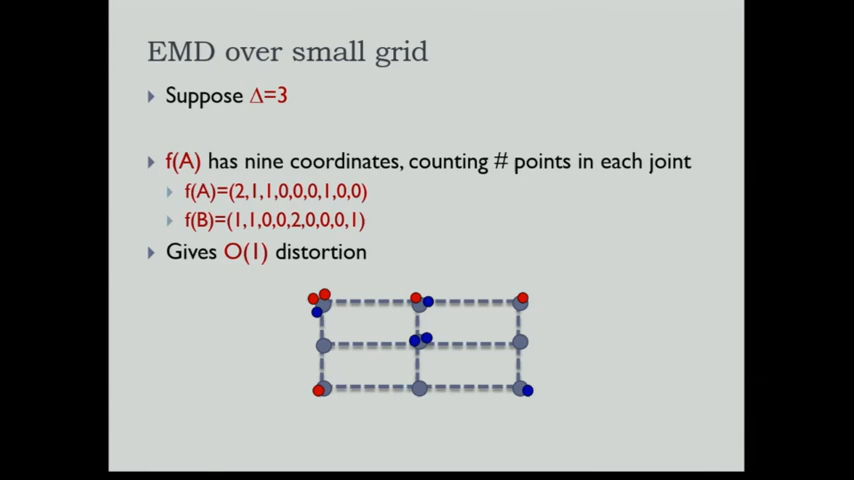 EMD over small grid
Suppose Δ=3
f(A) has nine coordinates, counting # points in each joint
f(A)=(2,1,1,0,0,0,1,0,0)
f(B)=(1,1,0,0,2,0,0,0,1)
Gives O(1) distortion